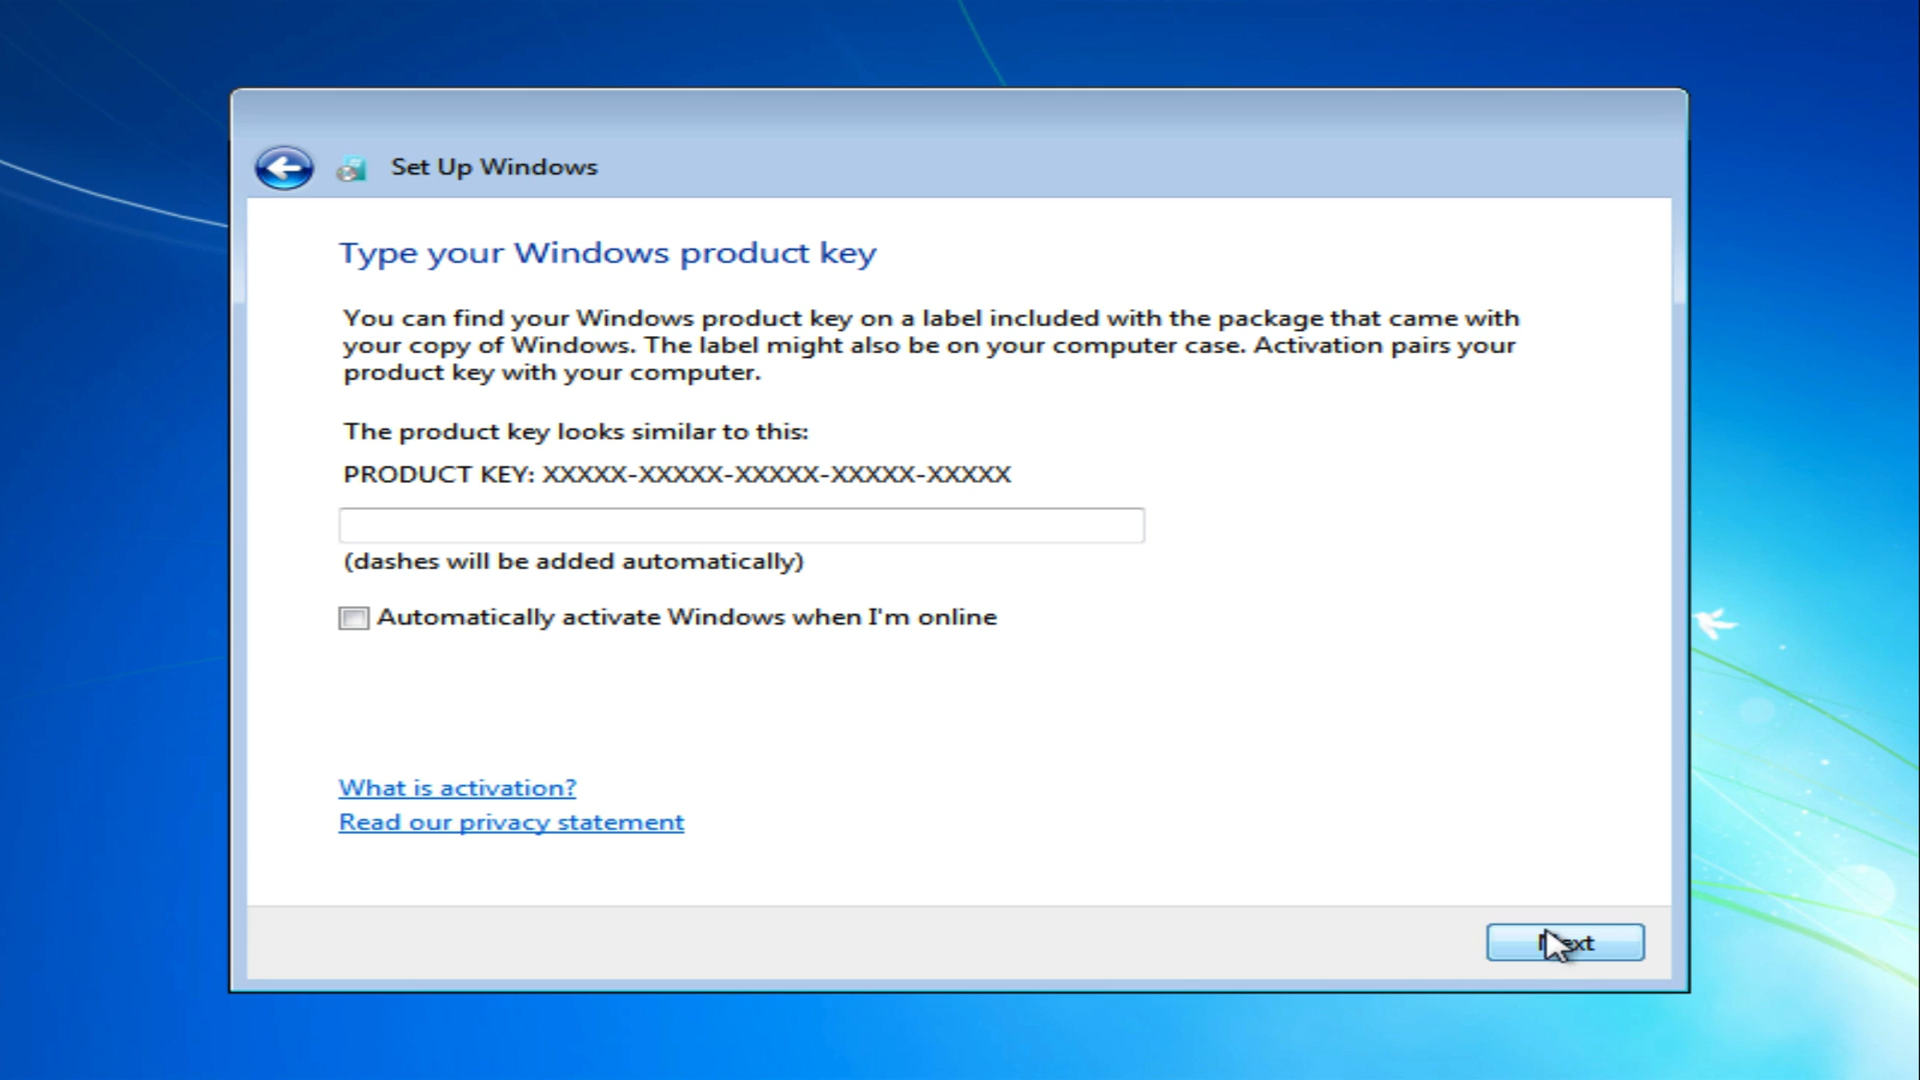 Set Up Windows
Type your Windows product key
You can find your Windows product key on a label included with the package that came with
your copy of Windows. The label might also be on your computer case. Activation pairs your
product key with your computer.
The product key looks similar to this:
PRODUCT KEY: XXXXX-XXXXX-XXXXX-XXXXX-XXXXX
(dashes will be added automatically)
Automatically activate Windows when I'm online
What is activation?
Read our privacy statement
Next